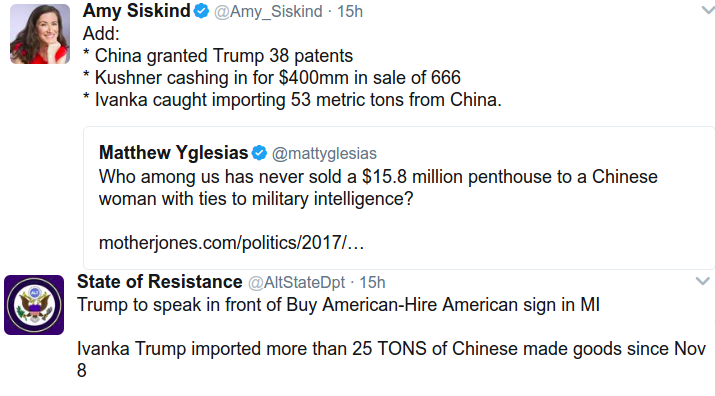 Amy Siskind @Amy_Siskind · 15h
Add:
* China granted Trump 38 patents
* Kushner cashing in for $400mm in sale of 666
* Ivanka caught importing 53 metric tons from China.
Matthew Yglesias @mattyglesias
Who among us has never sold a $15.8 million penthouse to a Chinese
woman with ties to military intelligence?
motherjones.com/politics/2017/…
State of Resistance @AltStateDpt · 15h
Trump to speak in front of Buy American-Hire American sign in MI
Ivanka Trump imported more than 25 TONS of Chinese made goods since Nov
8